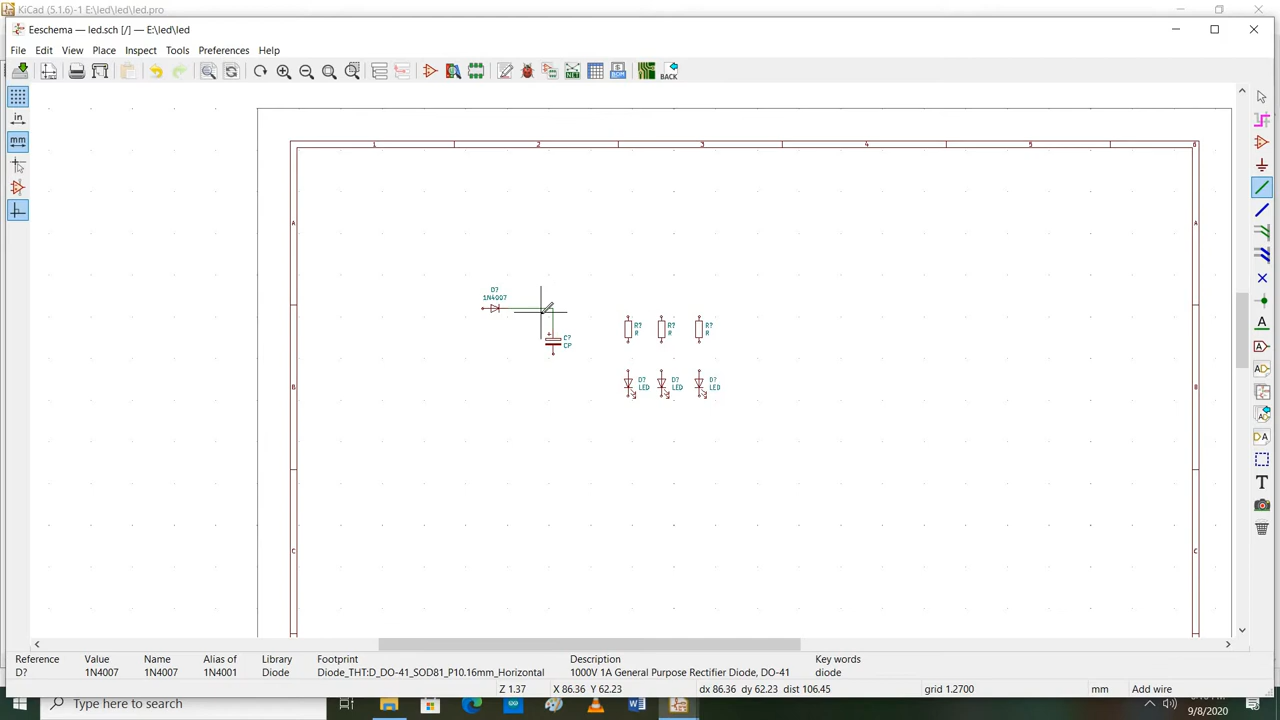 KiCad (5.1.6)-1 E:\led\led.pro
Eeschema — led.sch [/] — E:\led\led
File Edit View Place Inspect Tools Preferences Help
BOM
BACK
in
mm
NET
1 2 3 4 5 6
A A
D?
1N4007
R? R? R?
R R R
C?
CP
D? D? D?
LED LED LED
B B
C C
A
A
T
Reference Value Name Alias of Library Footprint Description Key words
D? 1N4007 1N4007 1N4001 Diode Diode_THT:D_DO-41_SOD81_P10.16mm_Horizontal 1000V 1A General Purpose Rectifier Diode, DO-41 diode
Z 1.37 X 86.36 Y 62.23 dx 86.36 dy 62.23 dist 106.45 grid 1.2700 mm Add wire
Type here to search
9/8/2020